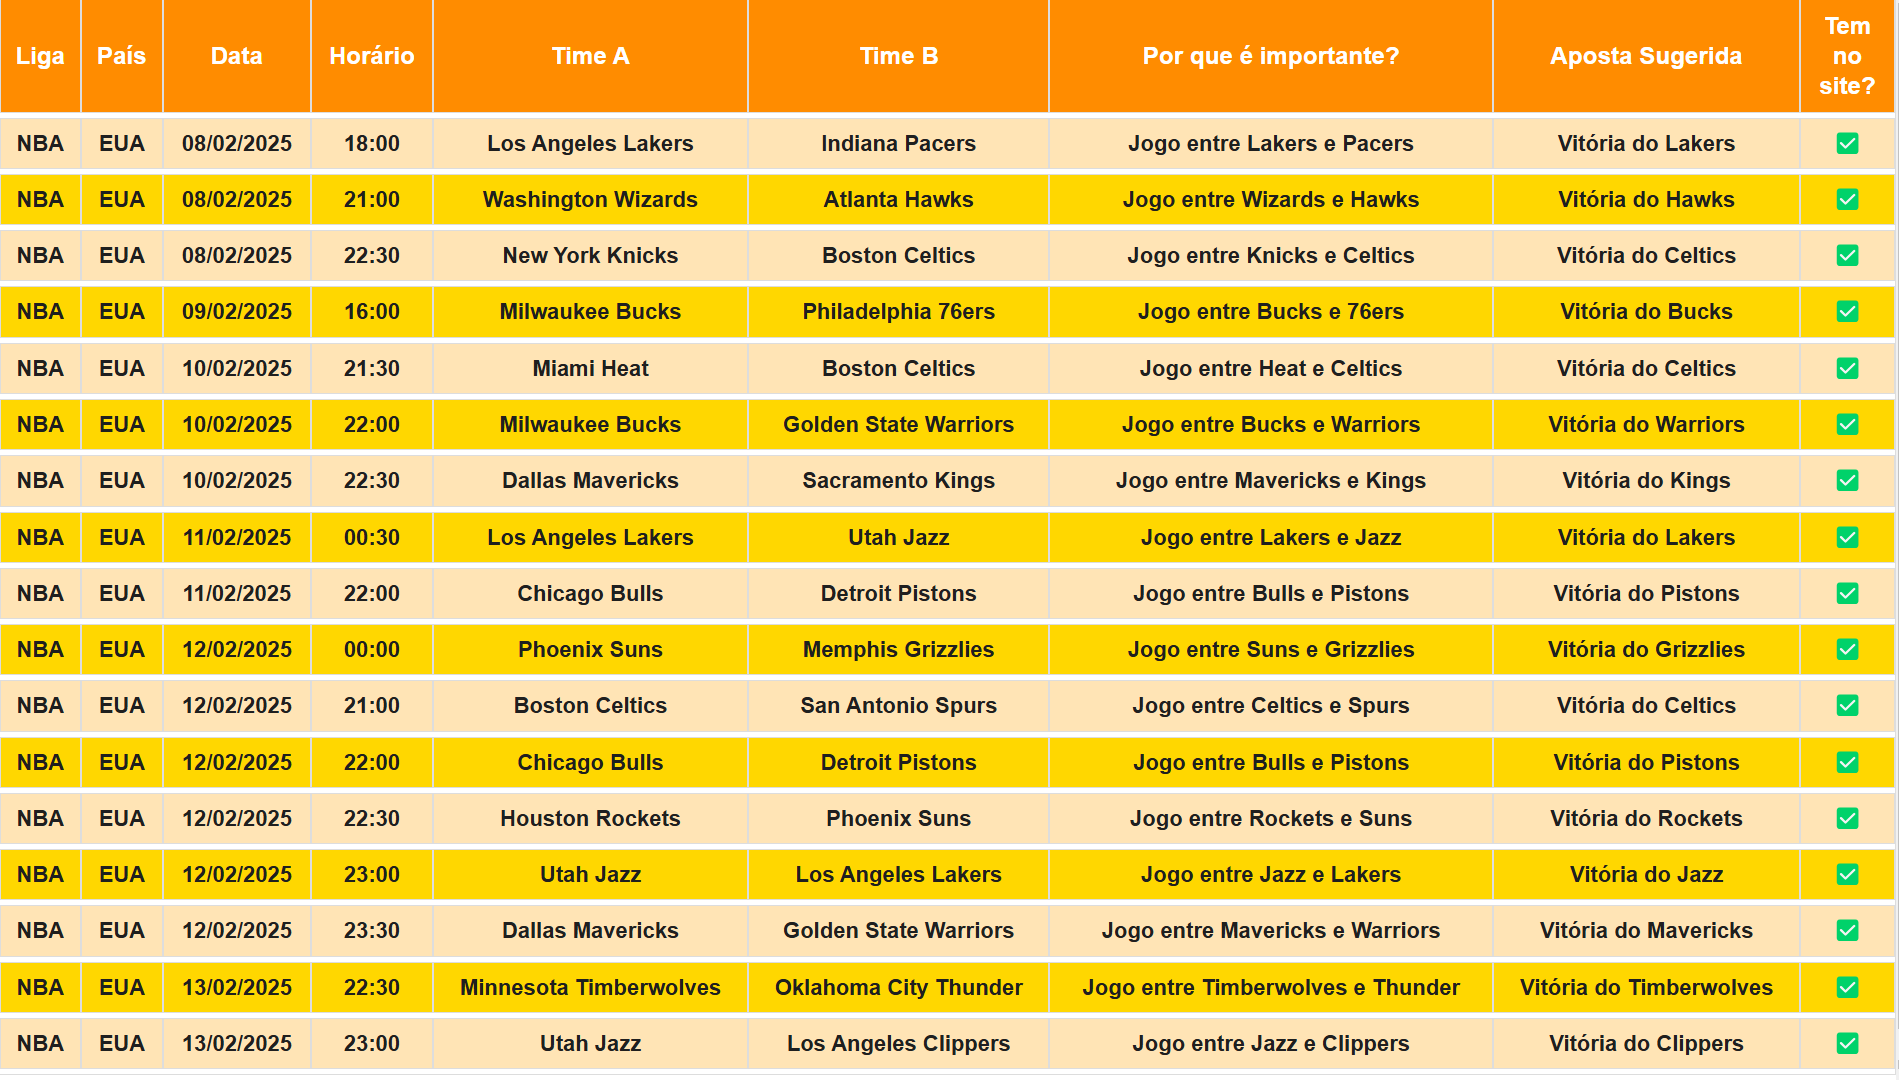 Liga País Data Horário Time A Time B Por que é importante? Aposta Sugerida Tem no site?
NBA EUA 08/02/2025 18:00 Los Angeles Lakers Indiana Pacers Jogo entre Lakers e Pacers Vitória do Lakers ✅
NBA EUA 08/02/2025 21:00 Washington Wizards Atlanta Hawks Jogo entre Wizards e Hawks Vitória do Hawks ✅
NBA EUA 08/02/2025 22:30 New York Knicks Boston Celtics Jogo entre Knicks e Celtics Vitória do Celtics ✅
NBA EUA 09/02/2025 16:00 Milwaukee Bucks Philadelphia 76ers Jogo entre Bucks e 76ers Vitória do Bucks ✅
NBA EUA 10/02/2025 21:30 Miami Heat Boston Celtics Jogo entre Heat e Celtics Vitória do Celtics ✅
NBA EUA 10/02/2025 22:00 Milwaukee Bucks Golden State Warriors Jogo entre Bucks e Warriors Vitória do Warriors ✅
NBA EUA 10/02/2025 22:30 Dallas Mavericks Sacramento Kings Jogo entre Mavericks e Kings Vitória do Kings ✅
NBA EUA 11/02/2025 00:30 Los Angeles Lakers Utah Jazz Jogo entre Lakers e Jazz Vitória do Lakers ✅
NBA EUA 11/02/2025 22:00 Chicago Bulls Detroit Pistons Jogo entre Bulls e Pistons Vitória do Pistons ✅
NBA EUA 12/02/2025 00:00 Phoenix Suns Memphis Grizzlies Jogo entre Suns e Grizzlies Vitória do Grizzlies ✅
NBA EUA 12/02/2025 21:00 Boston Celtics San Antonio Spurs Jogo entre Celtics e Spurs Vitória do Celtics ✅
NBA EUA 12/02/2025 22:00 Chicago Bulls Detroit Pistons Jogo entre Bulls e Pistons Vitória do Pistons ✅
NBA EUA 12/02/2025 22:30 Houston Rockets Phoenix Suns Jogo entre Rockets e Suns Vitória do Rockets ✅
NBA EUA 12/02/2025 23:00 Utah Jazz Los Angeles Lakers Jogo entre Jazz e Lakers Vitória do Jazz ✅
NBA EUA 12/02/2025 23:30 Dallas Mavericks Golden State Warriors Jogo entre Mavericks e Warriors Vitória do Mavericks ✅
NBA EUA 13/02/2025 22:30 Minnesota Timberwolves Oklahoma City Thunder Jogo entre Timberwolves e Thunder Vitória do Timberwolves ✅
NBA EUA 13/02/2025 23:00 Utah Jazz Los Angeles Clippers Jogo entre Jazz e Clippers Vitória do Clippers ✅